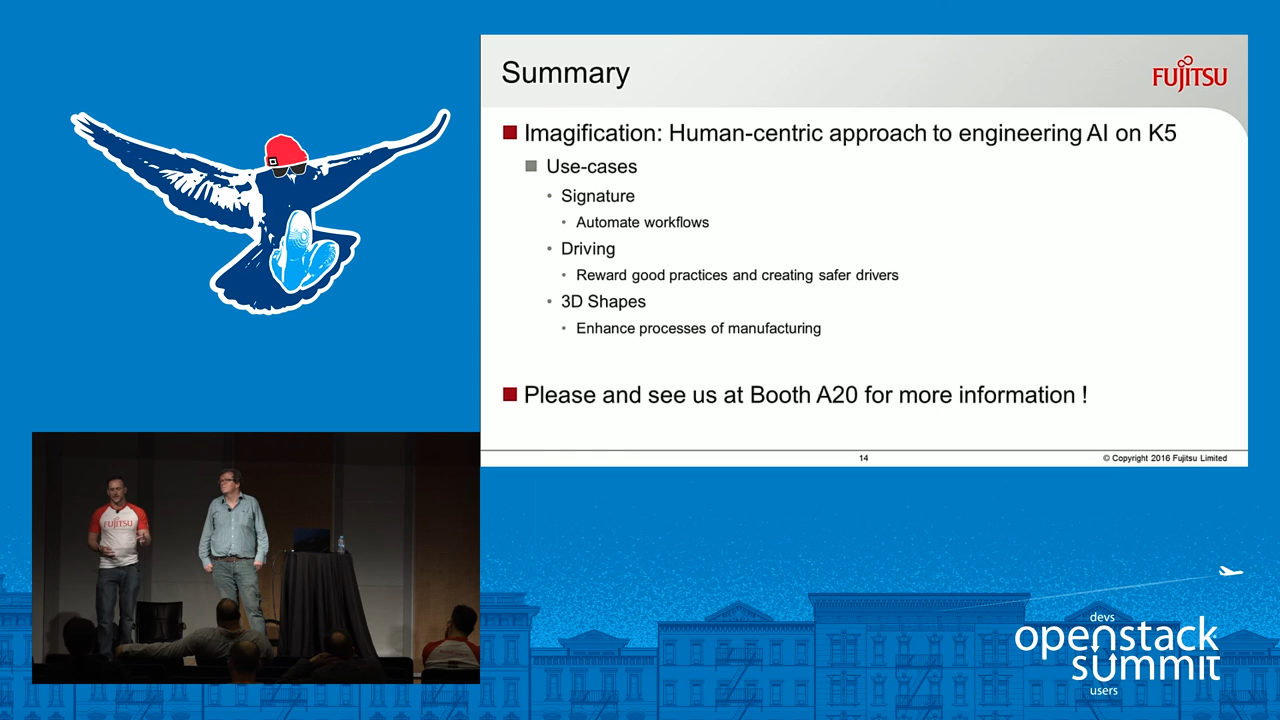 Summary
FUJITSU
Imagification: Human-centric approach to engineering AI on K5
Use-cases
Signature
Automate workflows
Driving
Reward good practices and creating safer drivers
3D Shapes
Enhance processes of manufacturing
Please and see us at Booth A20 for more information !
14
© Copyright 2016 Fujitsu Limited
FUJITSU
devs
openstack
summit
users